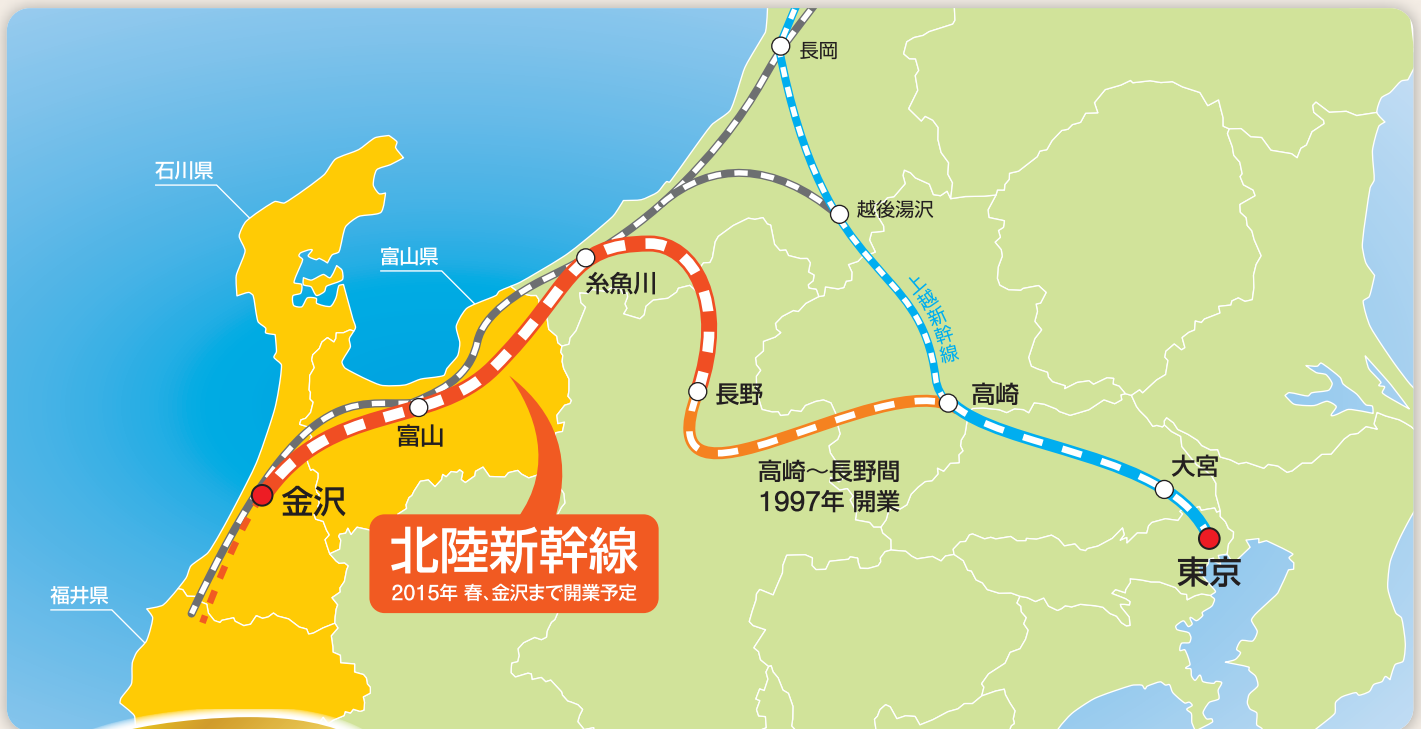 長岡
石川県
越後湯沢
富山県
糸魚川
上越新幹線
長野
高崎
富山
高崎～長野間
1997年 開業
大宮
金沢
北陸新幹線
2015年 春、金沢まで開業予定
東京
福井県